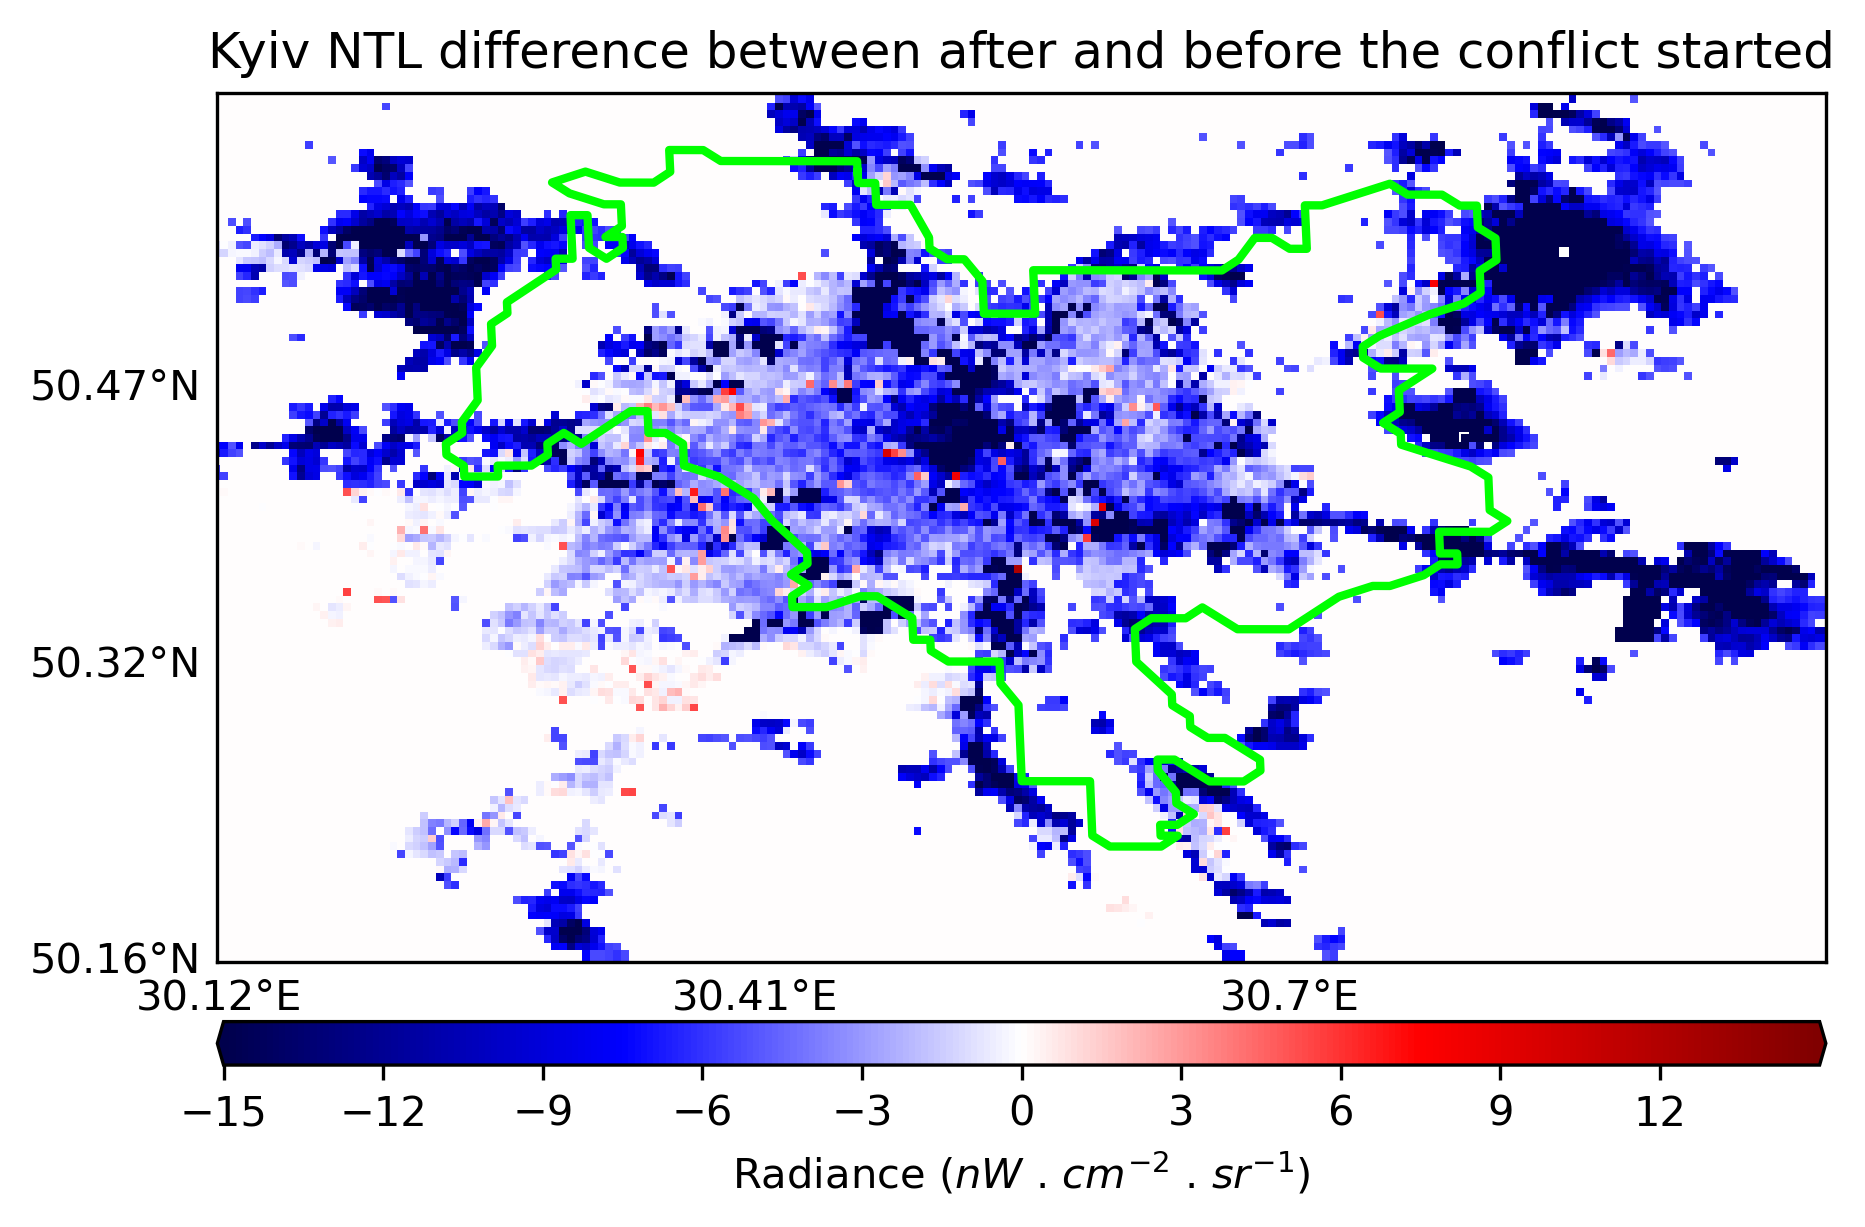 Kyiv NTL difference between after and before the conflict started
50.47°N
50.32°N
50.16°N
30.12°E 30.41°E 30.7°E
−15 −12 −9 −6 −3 0 3 6 9 12
Radiance (nW . cm⁻² . sr⁻¹)